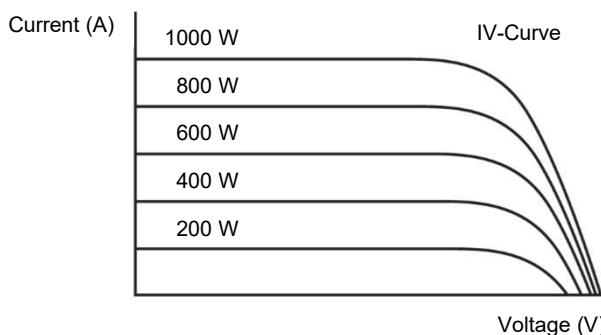 Current (A)
IV-Curve
1000 W
800 W
600 W
400 W
200 W
Voltage (V)